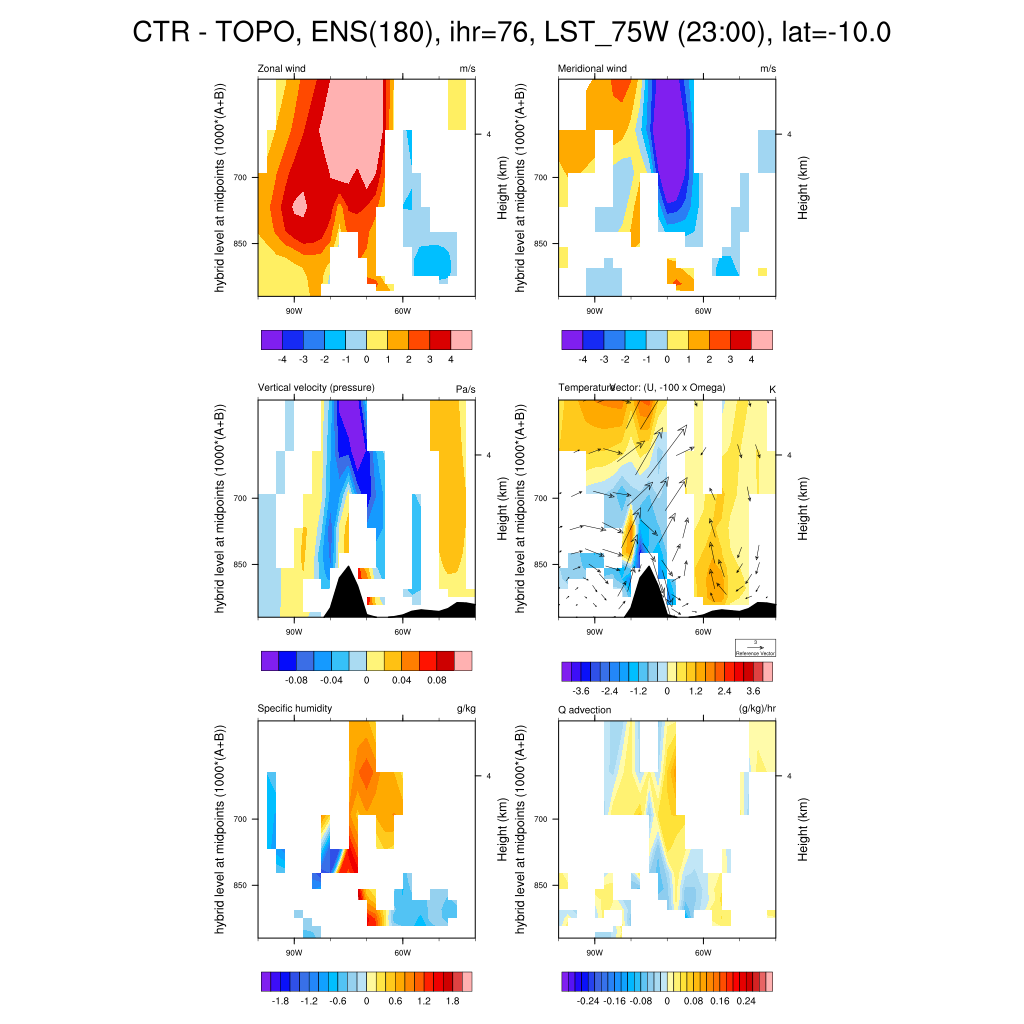 CTR - TOPO, ENS(180), ihr=76, LST_75W (23:00), lat=-10.0
Zonal wind m/s
hybrid level at midpoints (1000*(A+B))
700
850
4
Height (km)
90W 60W
-4 -3 -2 -1 0 1 2 3 4
Meridional wind m/s
hybrid level at midpoints (1000*(A+B))
700
850
4
Height (km)
90W 60W
-4 -3 -2 -1 0 1 2 3 4
Vertical velocity (pressure) Pa/s
hybrid level at midpoints (1000*(A+B))
700
850
4
Height (km)
90W 60W
-0.08 -0.04 0 0.04 0.08
Temperature Vector: (U, -100 x Omega) K
hybrid level at midpoints (1000*(A+B))
700
850
4
Height (km)
90W 60W
3
Reference Vector
-3.6 -2.4 -1.2 0 1.2 2.4 3.6
Specific humidity g/kg
hybrid level at midpoints (1000*(A+B))
700
850
4
Height (km)
90W 60W
-1.8 -1.2 -0.6 0 0.6 1.2 1.8
Q advection (g/kg)/hr
hybrid level at midpoints (1000*(A+B))
700
850
4
Height (km)
90W 60W
-0.24 -0.16 -0.08 0 0.08 0.16 0.24